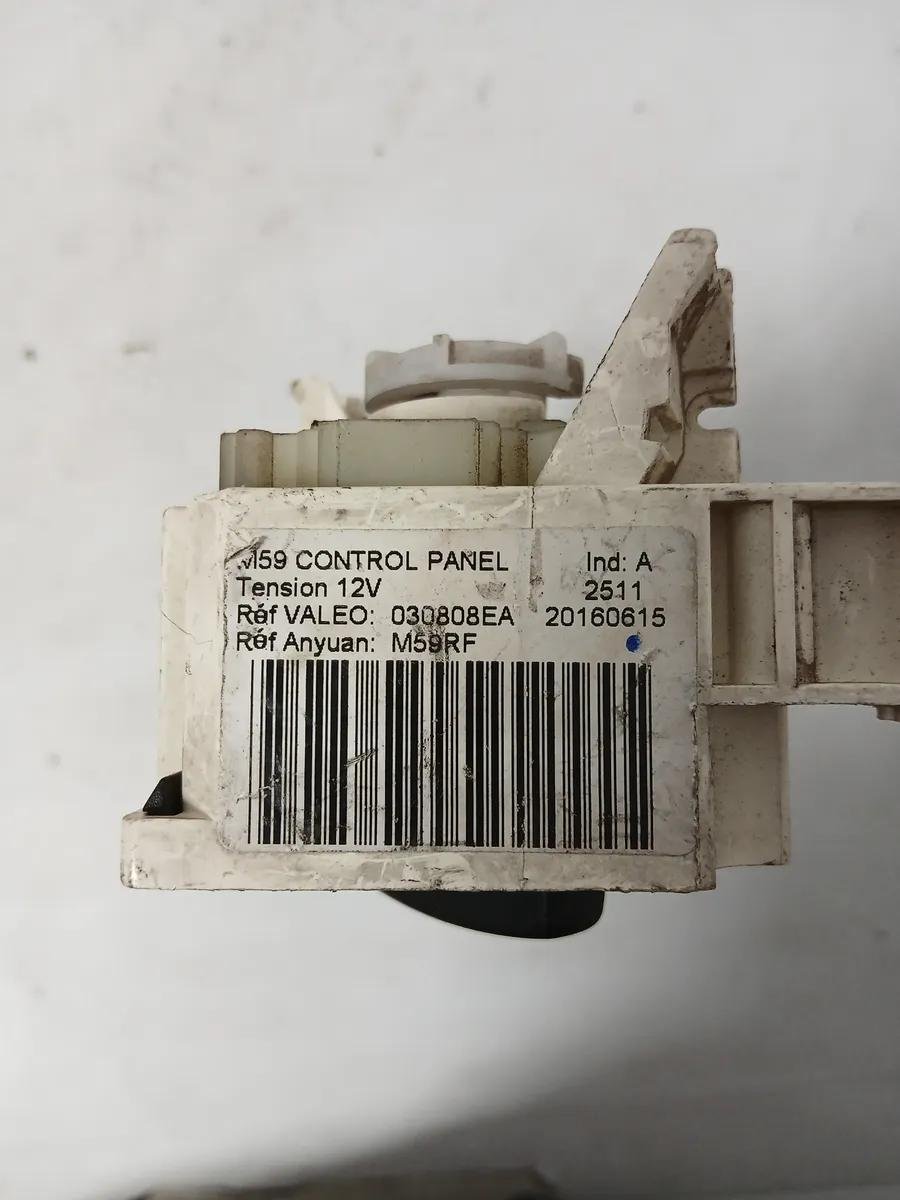 M59 CONTROL PANEL Ind: A
Tension 12V 2511
Réf VALEO: 030808EA 20160615
Réf Anyuan: M59RF